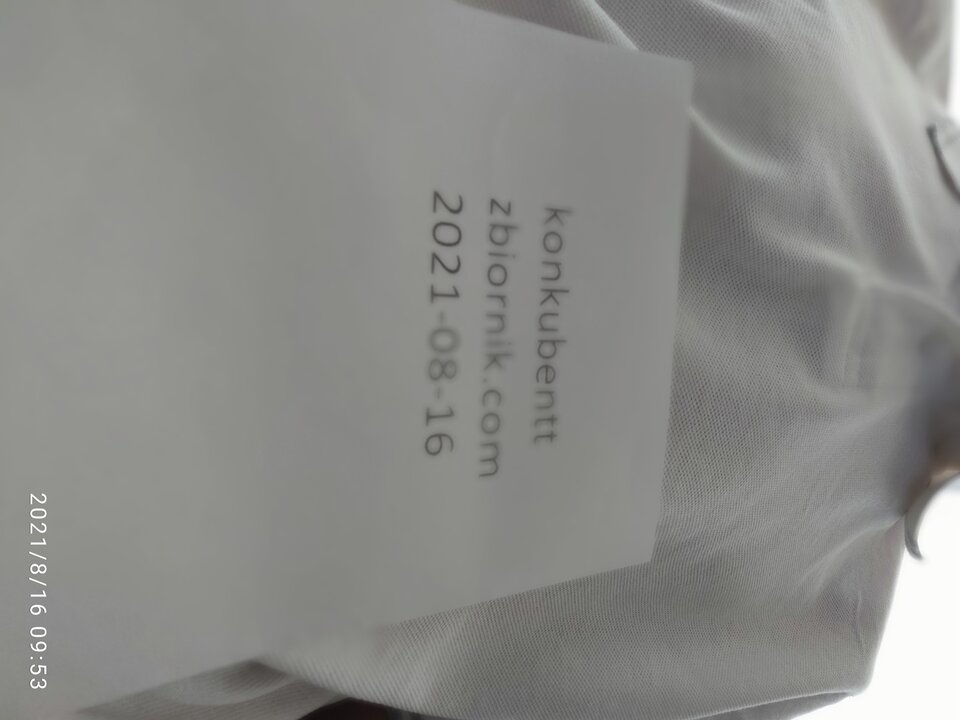 konkubentt
zbiornik.com
2021-08-16
2021/8/16 09:53